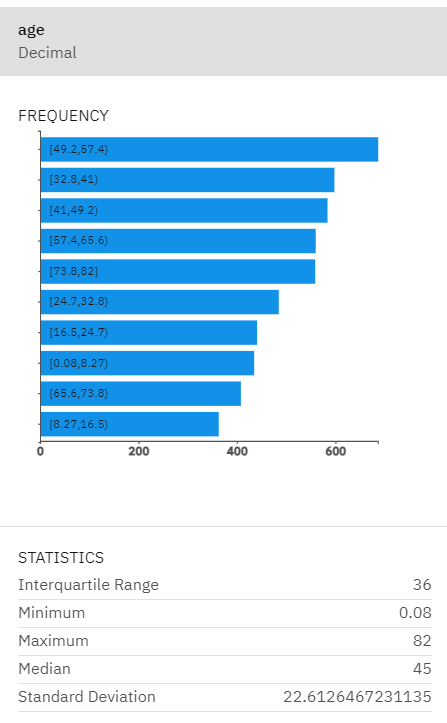 age
Decimal
FREQUENCY
[49.2,57.4)
[32.8,41)
[41,49.2)
[57.4,65.6)
[73.8,82]
[24.7,32.8)
[16.5,24.7)
[0.08,8.27)
[65.6,73.8)
[8.27,16.5)
0 200 400 600
STATISTICS
Interquartile Range 36
Minimum 0.08
Maximum 82
Median 45
Standard Deviation 22.6126467231135